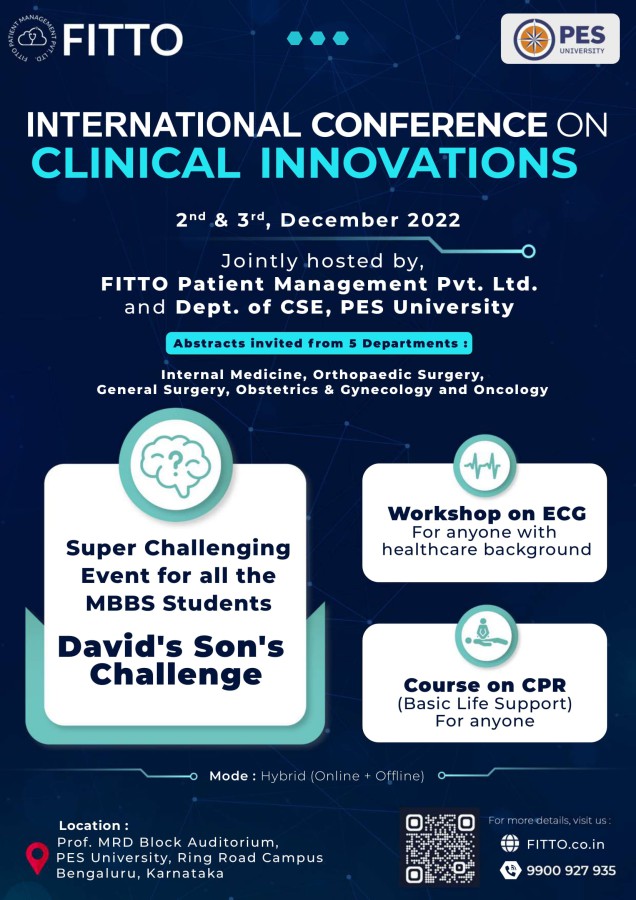 FITTO PATIENT MANAGEMENT PVT. LTD.
FITTO
PES
UNIVERSITY
INTERNATIONAL CONFERENCE ON
CLINICAL INNOVATIONS
2nd & 3rd, December 2022
Jointly hosted by,
FITTO Patient Management Pvt. Ltd.
and Dept. of CSE, PES University
Abstracts invited from 5 Departments :
Internal Medicine, Orthopaedic Surgery,
General Surgery, Obstetrics & Gynecology and Oncology
?
Super Challenging
Event for all the
MBBS Students
David's Son's
Challenge
Workshop on ECG
For anyone with
healthcare background
Course on CPR
(Basic Life Support)
For anyone
Mode : Hybrid (Online + Offline)
Location :
Prof. MRD Block Auditorium,
PES University, Ring Road Campus
Bengaluru, Karnataka
For more details, visit us :
FITTO.co.in
9900 927 935